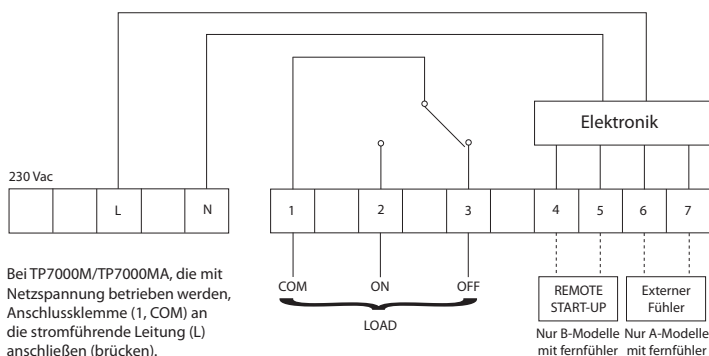 Elektronik
230 Vac
L N 1 2 3 4 5 6 7
COM ON OFF
LOAD
REMOTE
START-UP
Externer
Fühler
Nur B-Modelle
mit fernfühler
Nur A-Modelle
mit fernfühler
Bei TP7000M/TP7000MA, die mit
Netzspannung betrieben werden,
Anschlussklemme (1, COM) an
die stromführende Leitung (L)
anschließen (brücken).